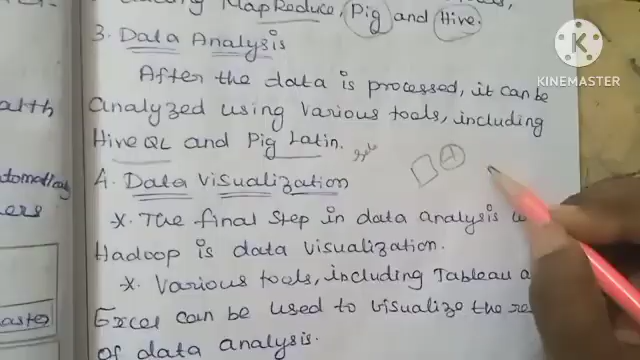 MapReduce, Pig and Hive.
3. Data Analysis
After the data is processed, it can be
analyzed using various tools, including
Hive QL and Pig Latin.
4. Data Visualization
* The final step in data analysis
Hadoop is data visualization.
* Various tools, including Tableau
Excel can be used to visualize the
of data analysis.
K
KINEMASTER